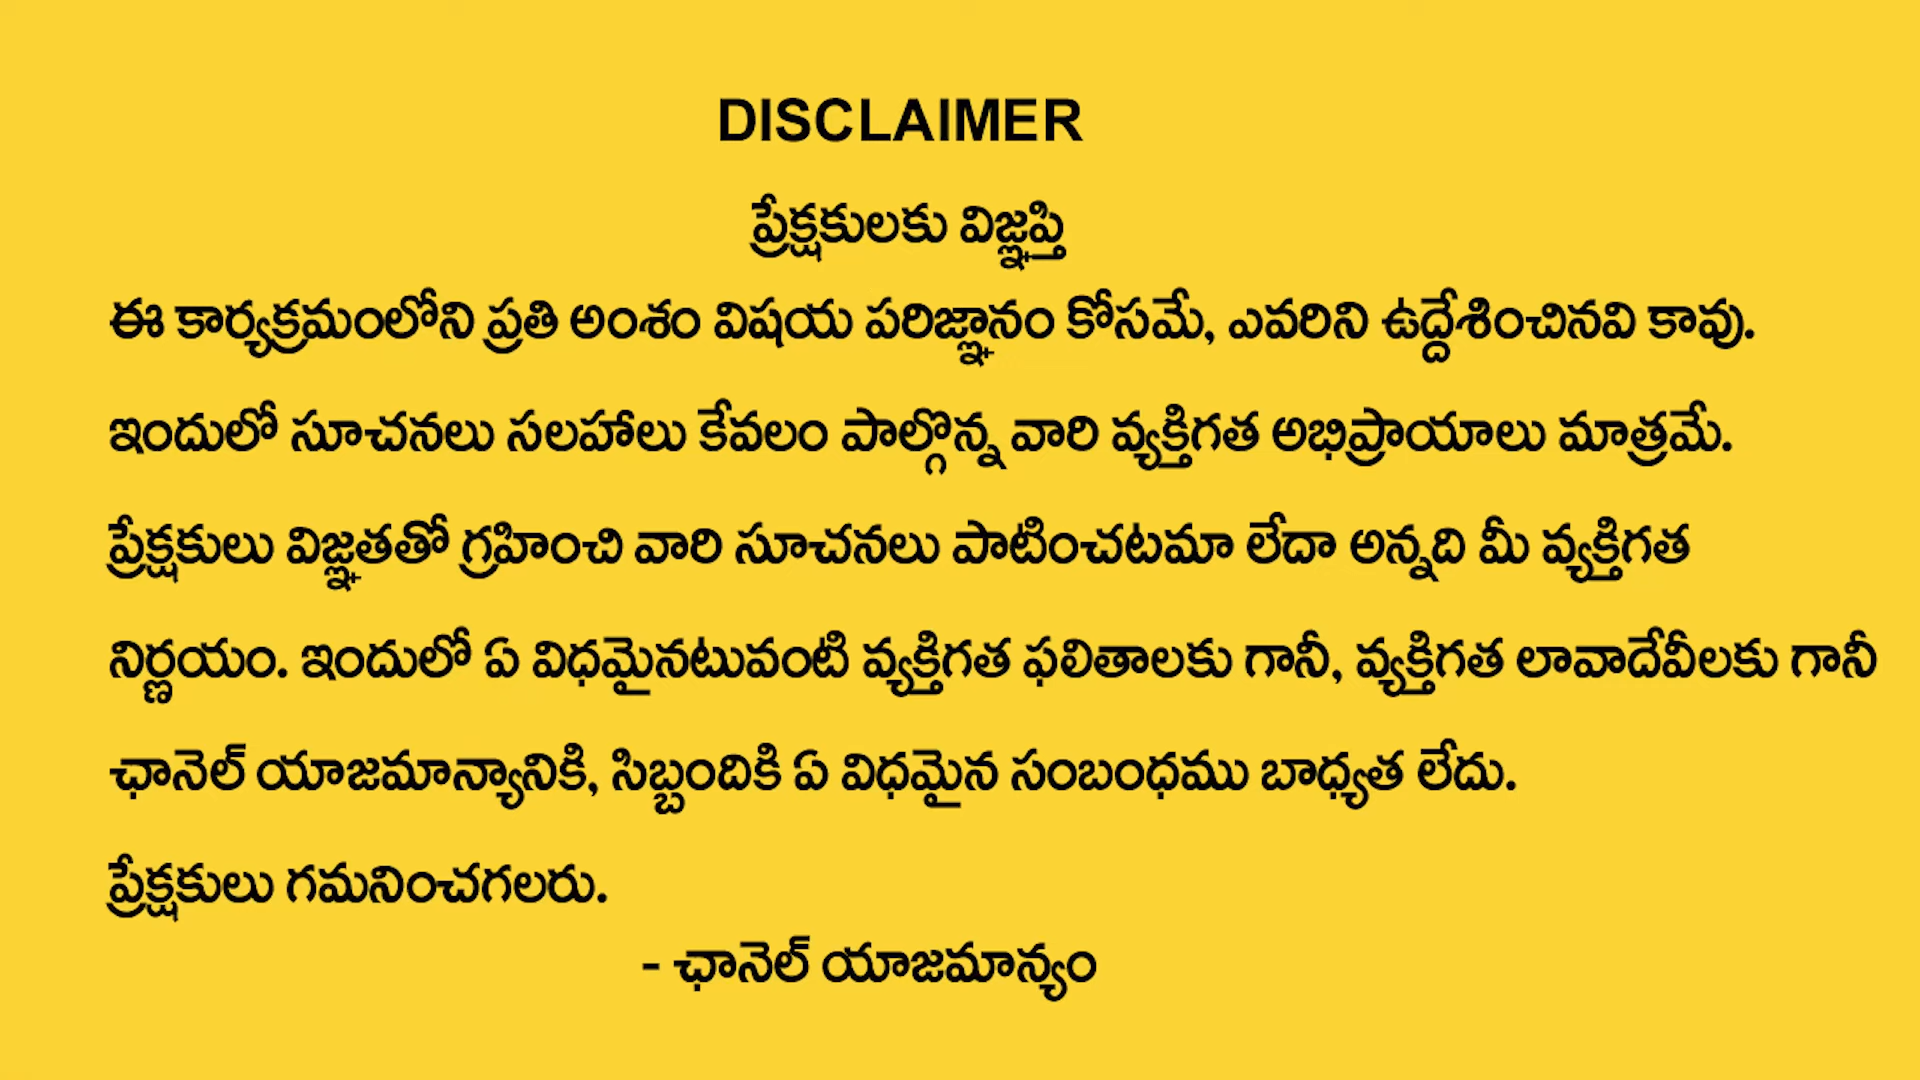 DISCLAIMER
ప్రేక్షకులకు విజ్ఞప్తి
ఈ కార్యక్రమంలోని ప్రతి అంశం విషయ పరిజ్ఞానం కోసమే, ఎవరిని ఉద్దేశించినవి కావు.
ఇందులో సూచనలు సలహాలు కేవలం పాల్గొన్న వారి వ్యక్తిగత అభిప్రాయాలు మాత్రమే.
ప్రేక్షకులు విజ్ఞతతో గ్రహించి వారి సూచనలు పాటించటమా లేదా అన్నది మీ వ్యక్తిగత
నిర్ణయం. ఇందులో ఏ విధమైనటువంటి వ్యక్తిగత ఫలితాలకు గానీ, వ్యక్తిగత లావాదేవీలకు గానీ
ఛానెల్ యాజమాన్యానికి, సిబ్బందికి ఏ విధమైన సంబంధము బాధ్యత లేదు.
ప్రేక్షకులు గమనించగలరు.
- ఛానెల్ యాజమాన్యం